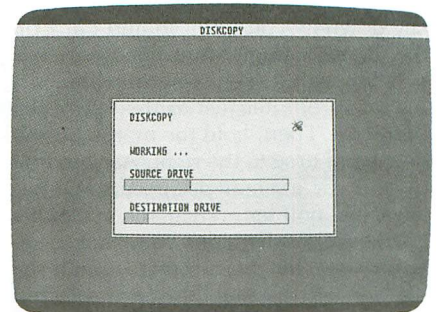 DISKCOPY
DISKCOPY
WORKING ...
SOURCE DRIVE
DESTINATION DRIVE